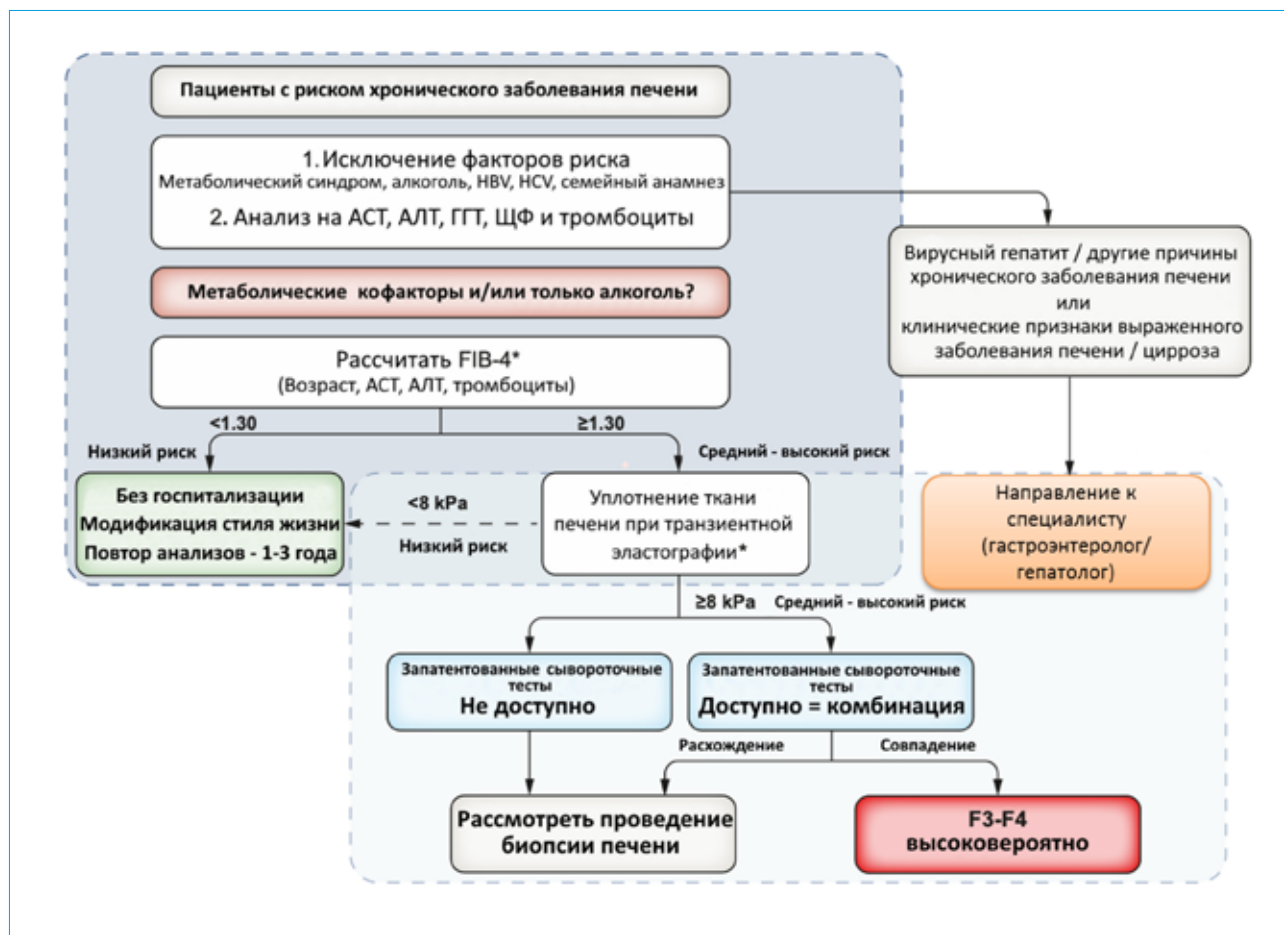 Пациенты с риском хронического заболевания печени
1. Исключение факторов риска
Метаболический синдром, алкоголь, HBV, HCV, семейный анамнез
2. Анализ на АСТ, АЛТ, ГГТ, ЩФ и тромбоциты
Вирусный гепатит / другие причины
хронического заболевания печени
или
клинические признаки выраженного
заболевания печени / цирроза
Метаболические кофакторы и/или только алкоголь?
Рассчитать FIB-4*
(Возраст, АСТ, АЛТ, тромбоциты)
<1.30
≥1.30
Низкий риск
Средний - высокий риск
Без госпитализации
Модификация стиля жизни
Повтор анализов - 1-3 года
<8 kPa
Низкий риск
Уплотнение ткани
печени при транзиентной
эластографии*
Направление к
специалисту
(гастроэнтеролог/
гепатолог)
≥8 kPa Средний - высокий риск
Запатентованные сывороточные
тесты
Не доступно
Запатентованные сывороточные
тесты
Доступно = комбинация
Расхождение
Совпадение
Рассмотреть проведение
биопсии печени
F3-F4
высоковероятно